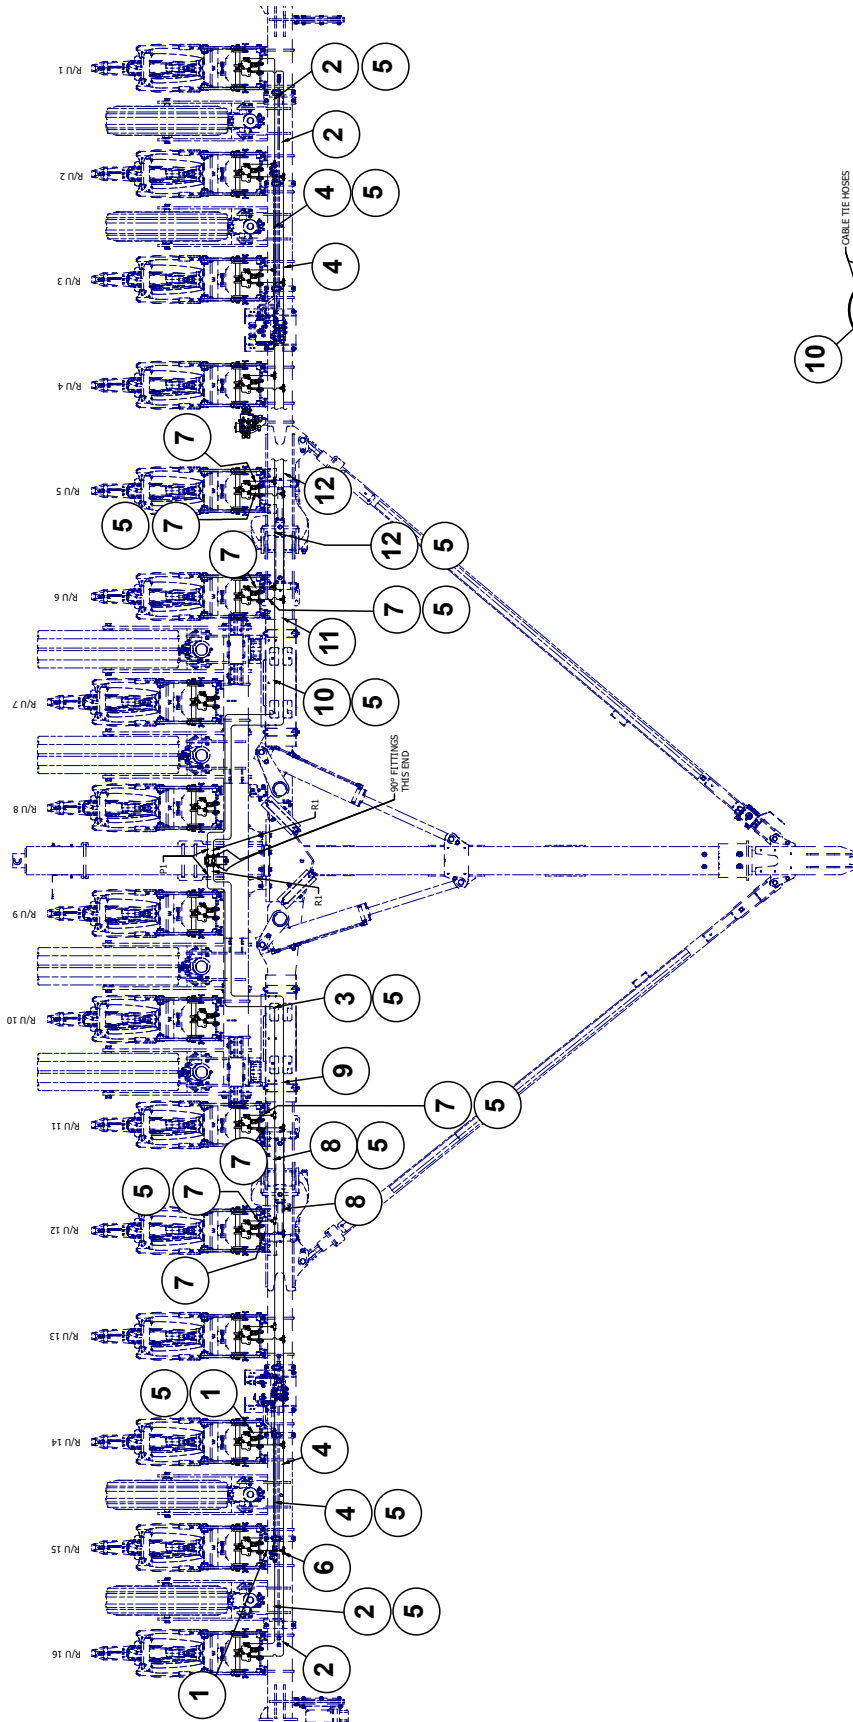 R/U 1
R/U 2
R/U 3
R/U 4
R/U 5
R/U 6
R/U 7
R/U 8
R/U 9
R/U 10
R/U 11
R/U 12
R/U 13
R/U 14
R/U 15
R/U 16
2 5
2
4 5
4
7
5 7
12
12 5
7
7 5
11
10 5
P1
R1
R1
90° FITTINGS
THIS END
3 5
9
7 5
7
8 5
5 7
8
7
5 1
4
4 5
6
2 5
2
1
10
CABLE TIE HOSES